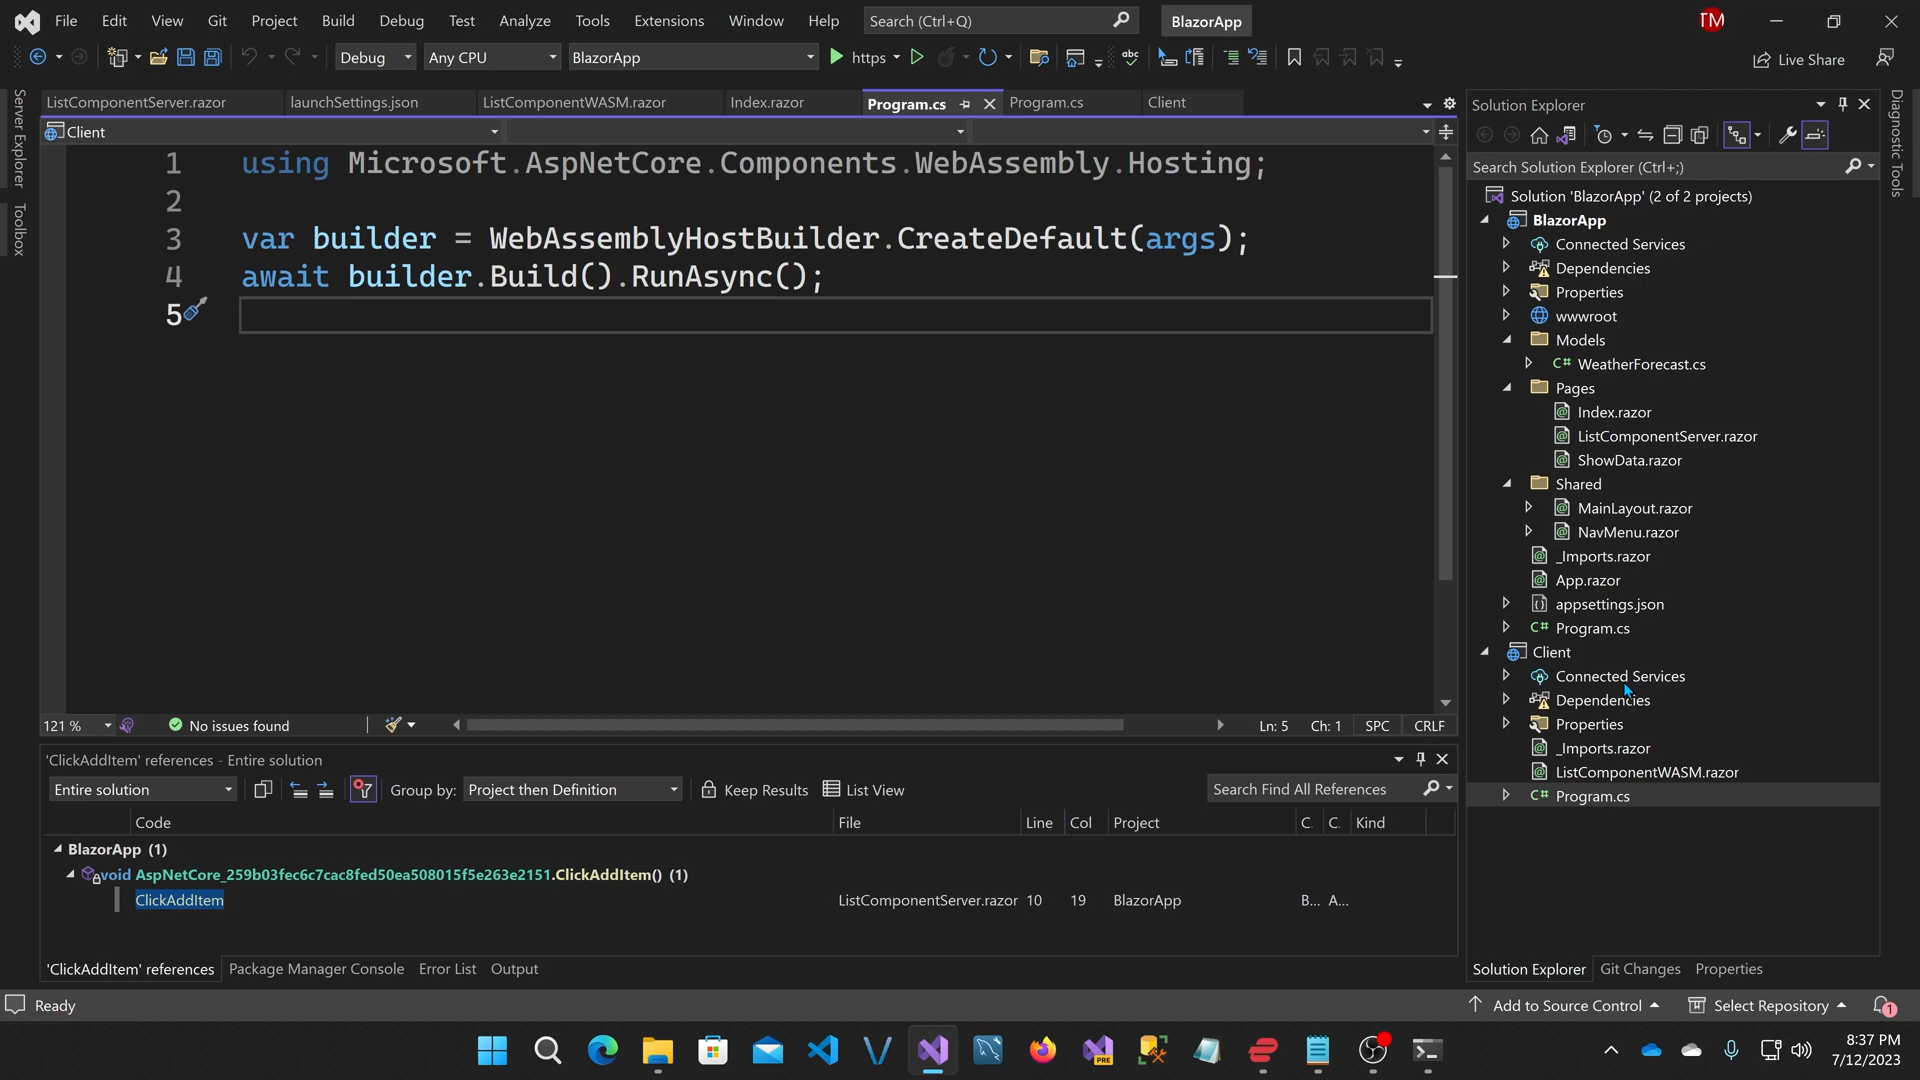 File Edit View Git Project Build Debug Test Analyze Tools Extensions Window Help Search (Ctrl+Q) BlazorApp TM
Debug Any CPU BlazorApp https abc Live Share
Server Explorer
Toolbox
ListComponentServer.razor launchSettings.json ListComponentWASM.razor Index.razor Program.cs Program.cs Client
Client
1 using Microsoft.AspNetCore.Components.WebAssembly.Hosting;
2
3 var builder = WebAssemblyHostBuilder.CreateDefault(args);
4 await builder.Build().RunAsync();
5
121 % No issues found Ln: 5 Ch: 1 SPC CRLF
'ClickAddItem' references - Entire solution
Entire solution Group by: Project then Definition Keep Results List View Search Find All References
Code File Line Col Project C. C. Kind
BlazorApp (1)
void AspNetCore_259b03fec6c7cac8fed50ea508015f5e263e2151.ClickAddItem() (1)
ClickAddItem ListComponentServer.razor 10 19 BlazorApp B... A...
'ClickAddItem' references Package Manager Console Error List Output
Solution Explorer
Search Solution Explorer (Ctrl+;)
Solution 'BlazorApp' (2 of 2 projects)
BlazorApp
Connected Services
Dependencies
Properties
wwwroot
Models
C# WeatherForecast.cs
Pages
Index.razor
ListComponentServer.razor
ShowData.razor
Shared
MainLayout.razor
NavMenu.razor
_Imports.razor
App.razor
appsettings.json
C# Program.cs
Client
Connected Services
Dependencies
Properties
_Imports.razor
ListComponentWASM.razor
C# Program.cs
Solution Explorer Git Changes Properties
Diagnostic Tools
Ready Add to Source Control Select Repository 1
PRE
8:37 PM
7/12/2023